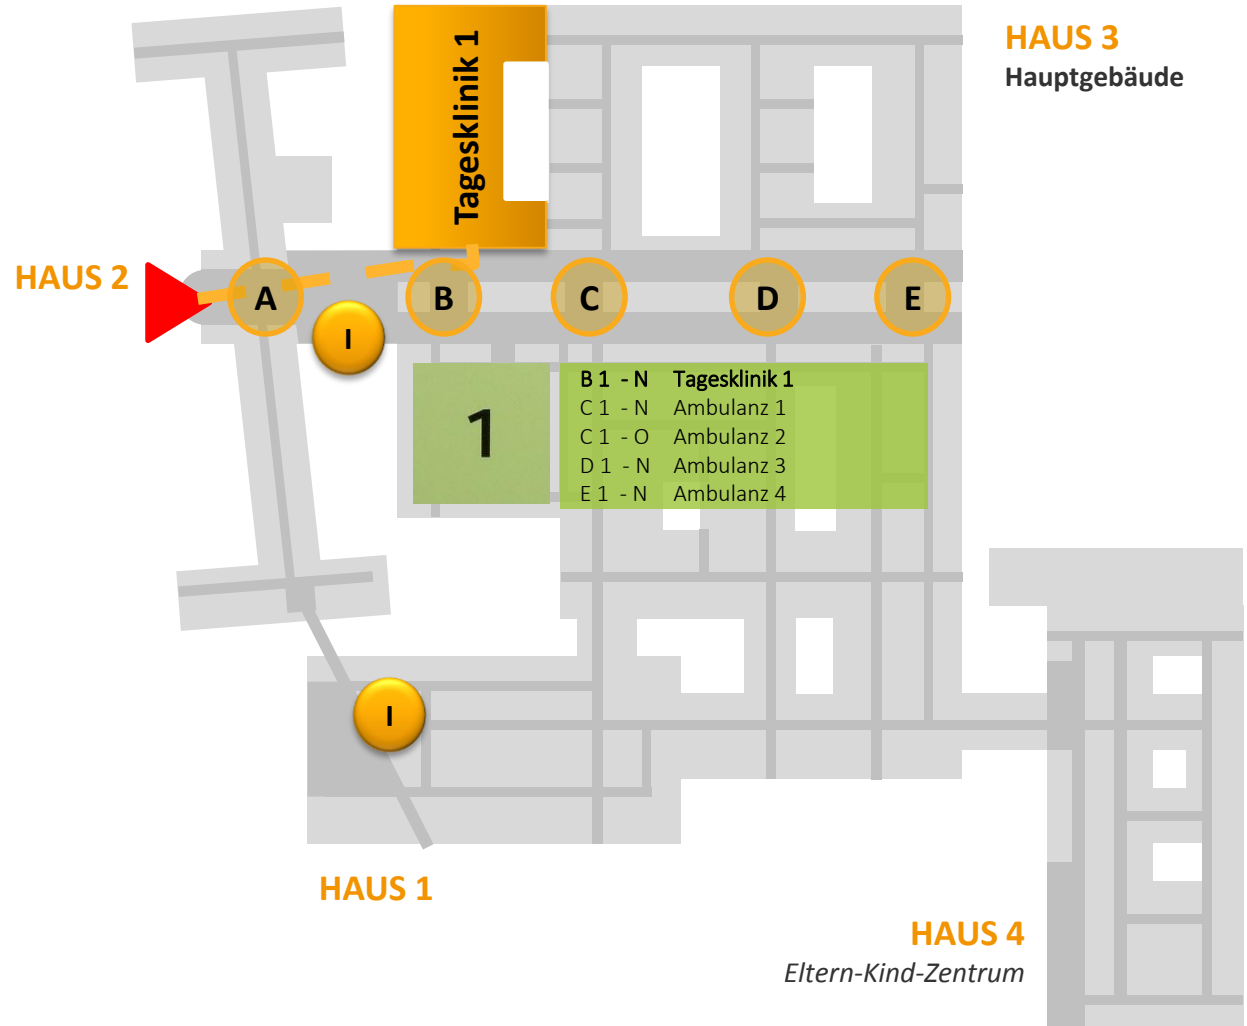 HAUS 3
Hauptgebäude
Tagesklinik 1
HAUS 2
A
B
C
D
E
I
1
B 1 - N Tagesklinik 1
C 1 - N Ambulanz 1
C 1 - O Ambulanz 2
D 1 - N Ambulanz 3
E 1 - N Ambulanz 4
I
HAUS 1
HAUS 4
Eltern-Kind-Zentrum